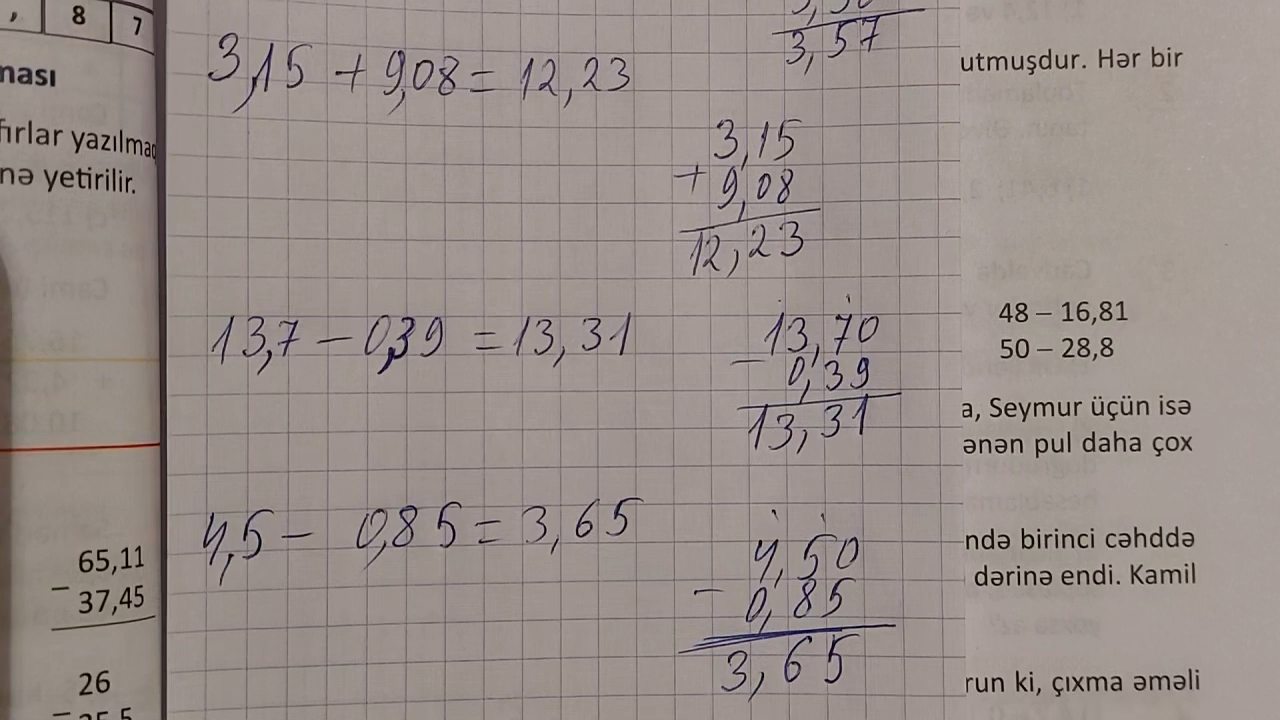 , 8 7
3,57
ması
3,15 + 9,08 = 12,23
utmuşdur. Hər bir
fırlar yazılmaq
nə yetirilir.
3,15
+ 9,08
12,23
13,7 – 0,39 = 13,31
13,70
– 0,39
13,31
48 – 16,81
50 – 28,8
a, Seymur üçün isə
ənən pul daha çox
4,5 – 0,85 = 3,65
4,50
– 0,85
3,65
ndə birinci cəhddə
dərinə endi. Kamil
65,11
– 37,45
26
run ki, çıxma əməli